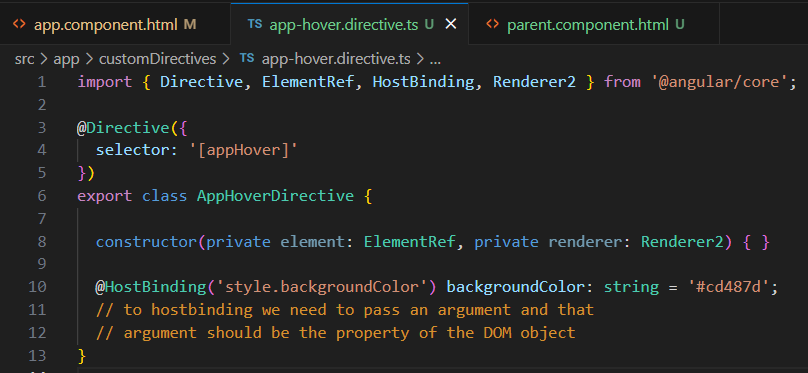 <> app.component.html M
TS app-hover.directive.ts U ×
<> parent.component.html U
src > app > customDirectives > TS app-hover.directive.ts > ...
1 import { Directive, ElementRef, HostBinding, Renderer2 } from '@angular/core';
2
3 @Directive({
4   selector: '[appHover]'
5 })
6 export class AppHoverDirective {
7
8   constructor(private element: ElementRef, private renderer: Renderer2) { }
9
10   @HostBinding('style.backgroundColor') backgroundColor: string = '#cd487d';
11   // to hostbinding we need to pass an argument and that
12   // argument should be the property of the DOM object
13 }